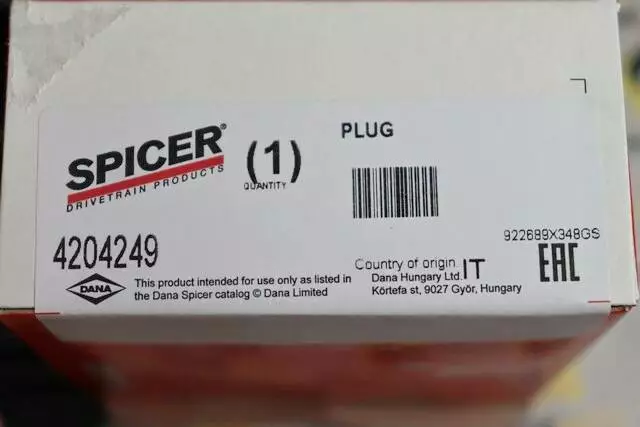 PLUG
SPICER®
DRIVETRAIN PRODUCTS
(1)
QUANTITY
922689X348GS
4204249
Country of origin IT
EAC
DANA
This product intended for use only as listed in
the Dana Spicer catalog © Dana Limited
Dana Hungary Ltd.
Körtefa st, 9027 Győr, Hungary